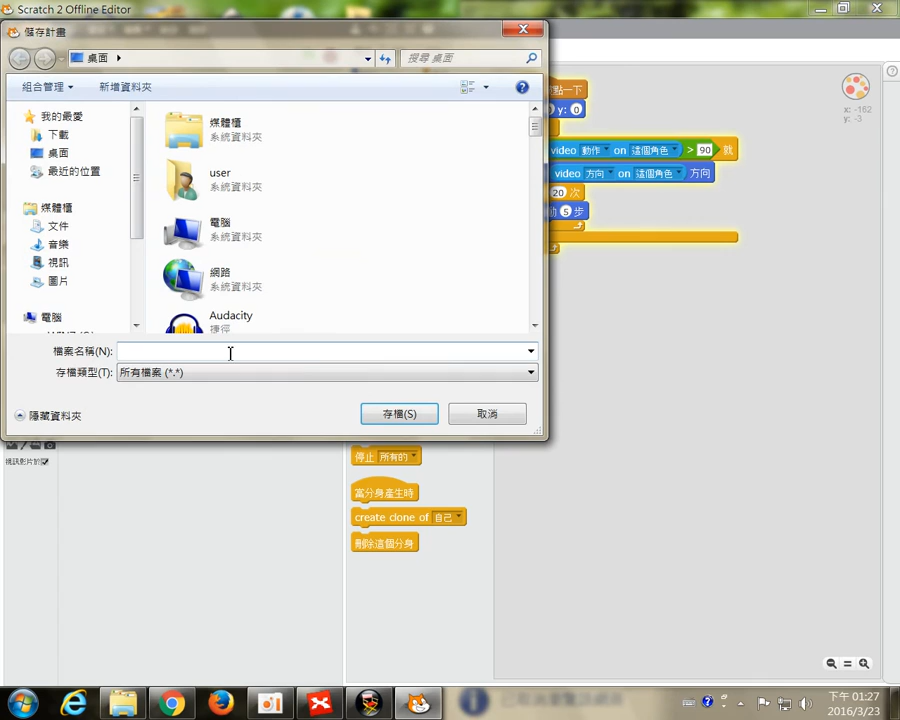 Scratch 2 Offline Editor
儲存計畫
桌面
搜尋 桌面
組合管理
新增資料夾
我的最愛
下載
桌面
最近的位置
媒體櫃
文件
音樂
視訊
圖片
電腦
媒體櫃
系統資料夾
user
系統資料夾
電腦
系統資料夾
網路
系統資料夾
Audacity
捷徑
檔案名稱(N):
存檔類型(T):
所有檔案 (*.*)
隱藏資料夾
存檔(S)
取消
點一下
y: 0
video 動作 on 這個角色 > 90 就
video 方向 on 這個角色 方向
20 次
動 5 步
x: -162
y: -3
視訊影片於
停止 所有的
當分身產生時
create clone of 自己
刪除這個分身
下午 01:27
2016/3/23